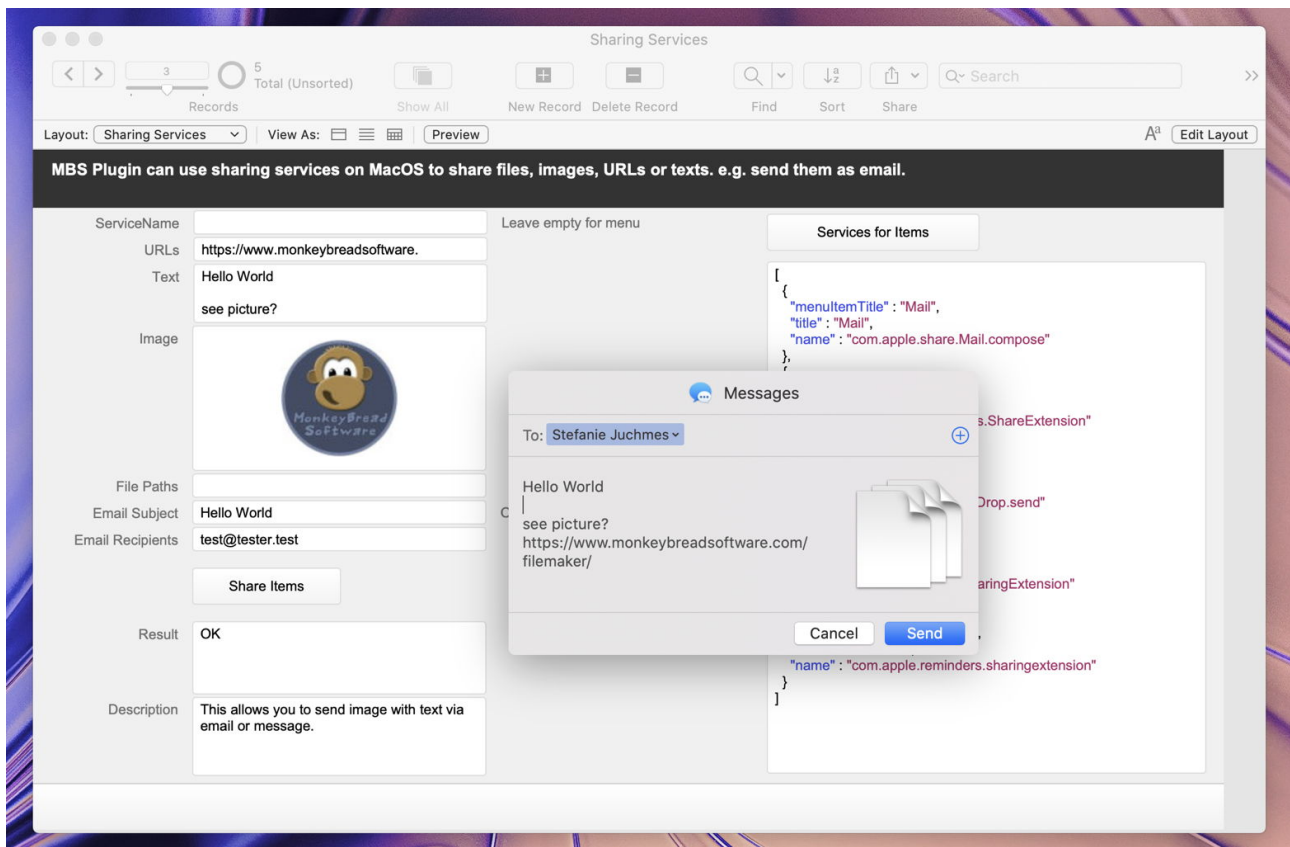 Sharing Services
3
5
Total (Unsorted)
Records
Show All
New Record
Delete Record
Find
Sort
Share
Search
Layout: Sharing Services
View As:
Preview
Aa
Edit Layout
MBS Plugin can use sharing services on MacOS to share files, images, URLs or texts. e.g. send them as email.
ServiceName
Leave empty for menu
URLs
https://www.monkeybreadsoftware.
Text
Hello World
see picture?
Image
MonkeyBread
Software
File Paths
Email Subject
Hello World
Email Recipients
test@tester.test
Share Items
Result
OK
Description
This allows you to send image with text via
email or message.
Services for Items
[
{
"menuItemTitle" : "Mail",
"title" : "Mail",
"name" : "com.apple.share.Mail.compose"
},
{
s.ShareExtension"
Drop.send"
aringExtension"
,
"name" : "com.apple.reminders.sharingextension"
}
]
Messages
To: Stefanie Juchmes
Hello World
see picture?
https://www.monkeybreadsoftware.com/
filemaker/
Cancel
Send